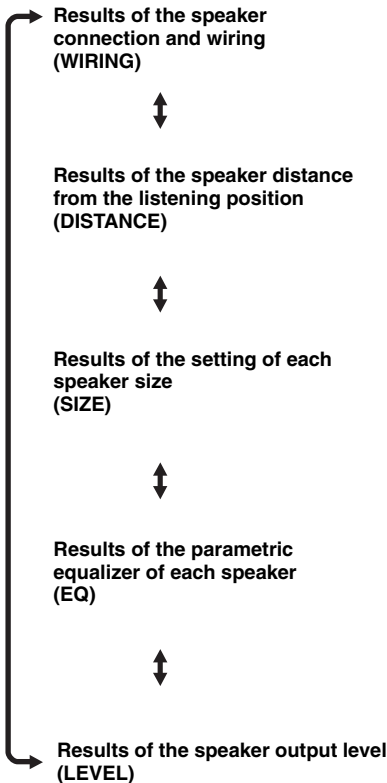 Results of the speaker
connection and wiring
(WIRING)
Results of the speaker distance
from the listening position
(DISTANCE)
Results of the setting of each
speaker size
(SIZE)
Results of the parametric
equalizer of each speaker
(EQ)
Results of the speaker output level
(LEVEL)